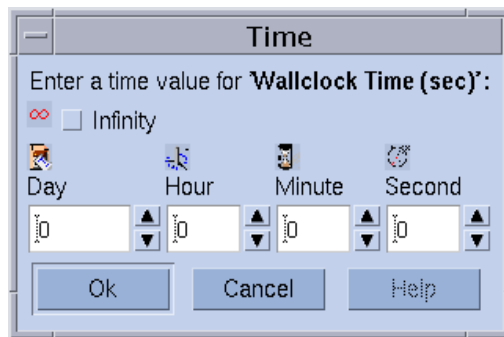 Time
Enter a time value for 'Wallclock Time (sec)':
∞ Infinity
Day Hour Minute Second
0 0 0 0
Ok Cancel Help